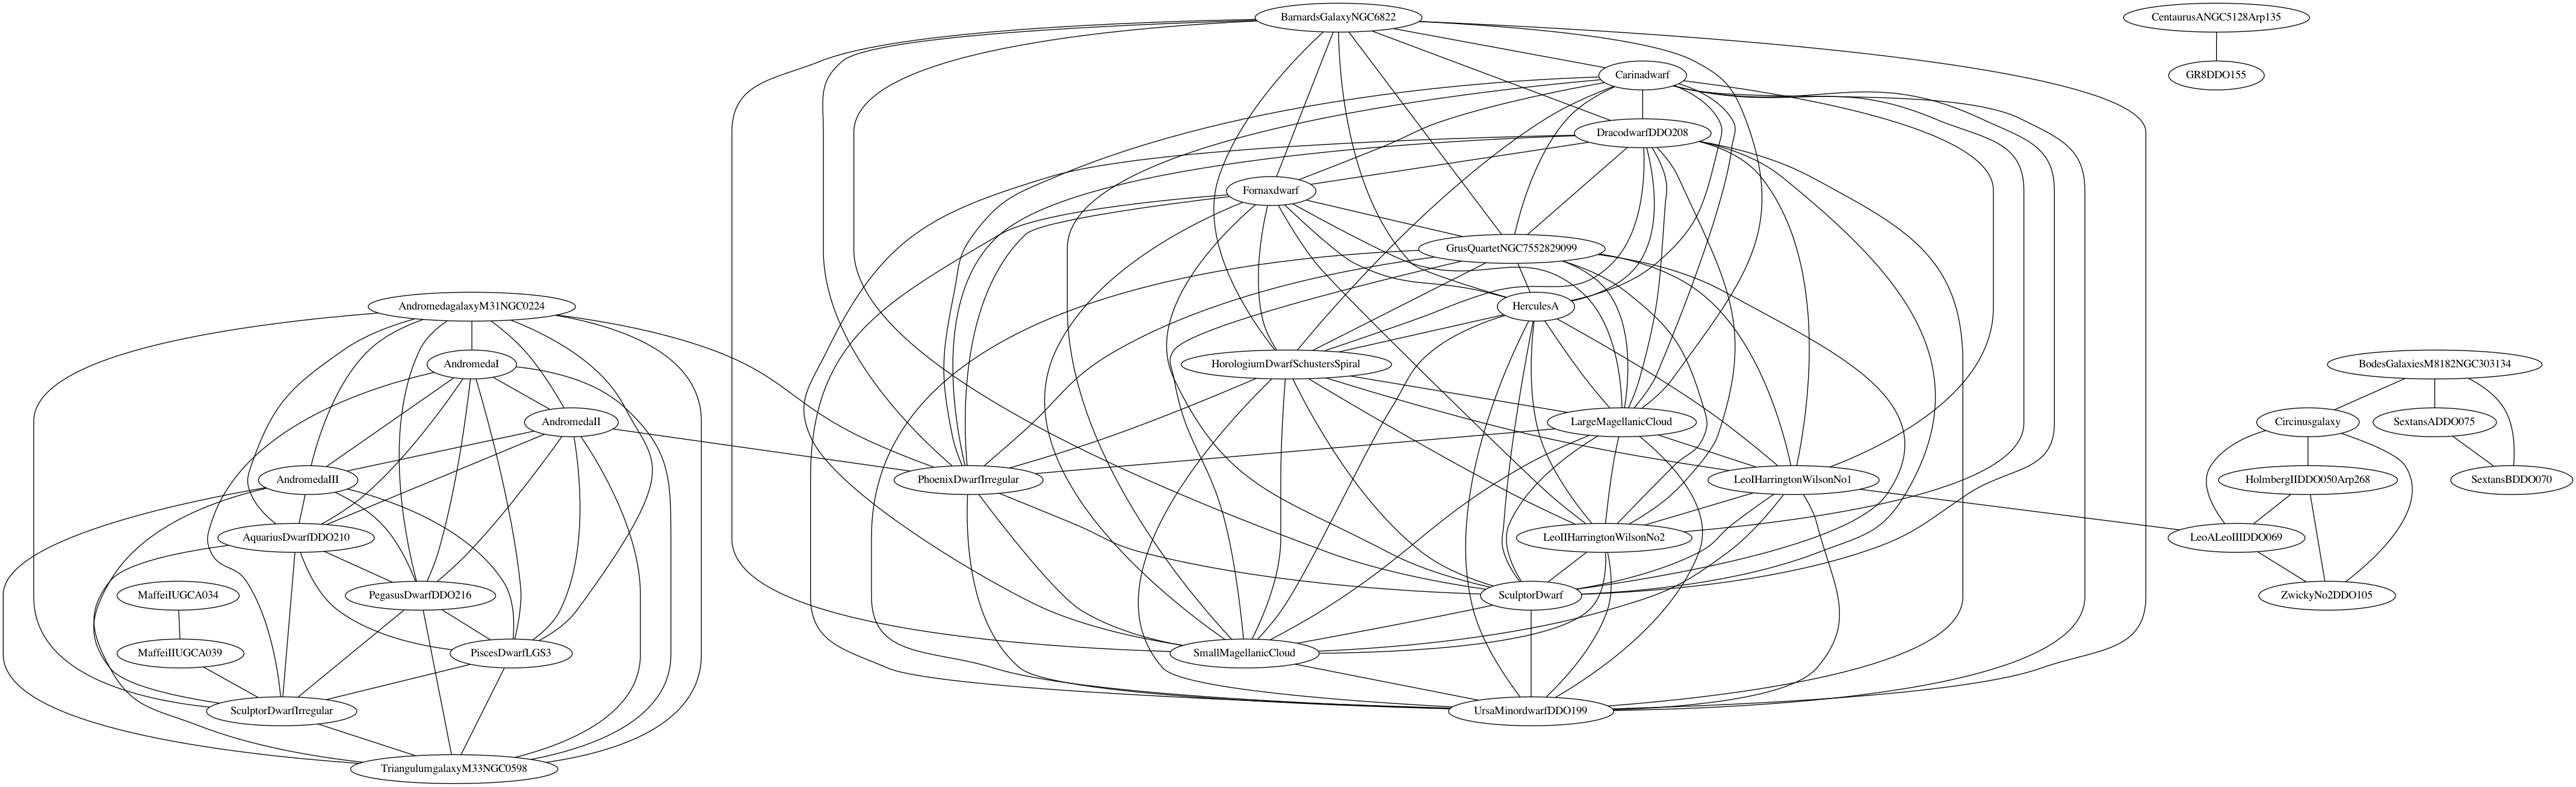 BarnardsGalaxyNGC6822
CentaurusANGC5128Arp135
Carinadwarf
GR8DDO155
DracodwarfDDO208
Fornaxdwarf
GrusQuartetNGC7552829099
AndromedagalaxyM31NGC0224
HerculesA
AndromedaI
HorologiumDwarfSchustersSpiral
BodesGalaxiesM8182NGC303134
AndromedaII
LargeMagellanicCloud
Circinusgalaxy
SextansADDO075
AndromedaIII
PhoenixDwarfIrregular
LeoIHarringtonWilsonNo1
HolmbergIIDDO050Arp268
SextansBDDO070
AquariusDwarfDDO210
LeoIIHarringtonWilsonNo2
LeoALeoIIIDDO069
MaffeiIUGCA034
PegasusDwarfDDO216
SculptorDwarf
ZwickyNo2DDO105
MaffeiIIUGCA039
PiscesDwarfLGS3
SmallMagellanicCloud
SculptorDwarfIrregular
UrsaMinordwarfDDO199
TriangulumgalaxyM33NGC0598